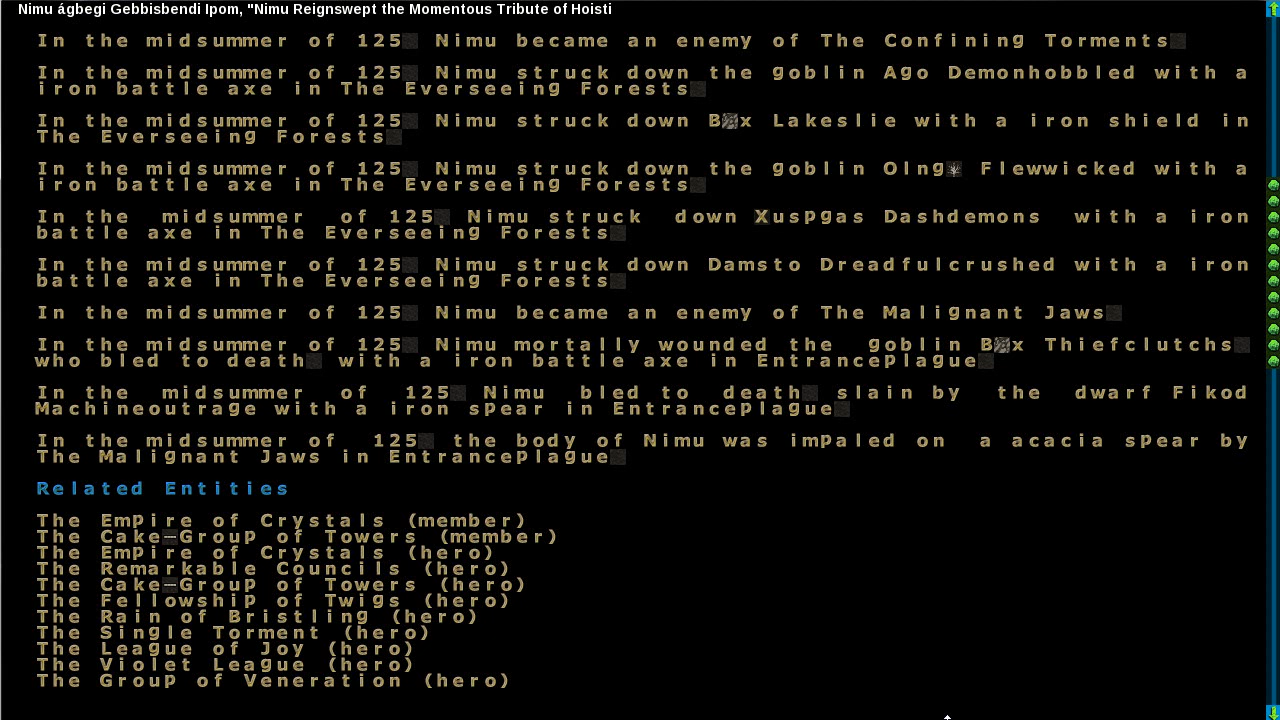 Nimu ágbegi Gebbisbendi Ipom, "Nimu Reignswept the Momentous Tribute of Hoisti
In the midsummer of 125 Nimu became an enemy of The Confining Torments
In the midsummer of 125 Nimu struck down the goblin Ago Demonhobbled with a
iron battle axe in The Everseeing Forests
In the midsummer of 125 Nimu struck down Lakeslie with a iron shield in
The Everseeing Forests
In the midsummer of 125 Nimu struck down the goblin Olng Flewwicked with a
iron battle axe in The Everseeing Forests
In the midsummer of 125 Nimu struck down Xuspgas Dashdemons with a iron
battle axe in The Everseeing Forests
In the midsummer of 125 Nimu struck down Damsto Dreadfulcrushed with a iron
battle axe in The Everseeing Forests
In the midsummer of 125 Nimu became an enemy of The Malignant Jaws
In the midsummer of 125 Nimu mortally wounded the goblin Thiefclutchs
who bled to death with a iron battle axe in Entranceplague
In the midsummer of 125 Nimu bled to death slain by the dwarf Fikod
Machineoutrage with a iron spear in Entranceplague
In the midsummer of 125 the body of Nimu was impaled on a acacia spear by
The Malignant Jaws in Entranceplague
Related Entities
The Empire of Crystals (member)
The Cake-Group of Towers (member)
The Empire of Crystals (hero)
The Remarkable Councils (hero)
The Cake-Group of Towers (hero)
The Fellowship of Twigs (hero)
The Rain of Bristling (hero)
The Single Torment (hero)
The League of Joy (hero)
The Violet League (hero)
The Group of Veneration (hero)